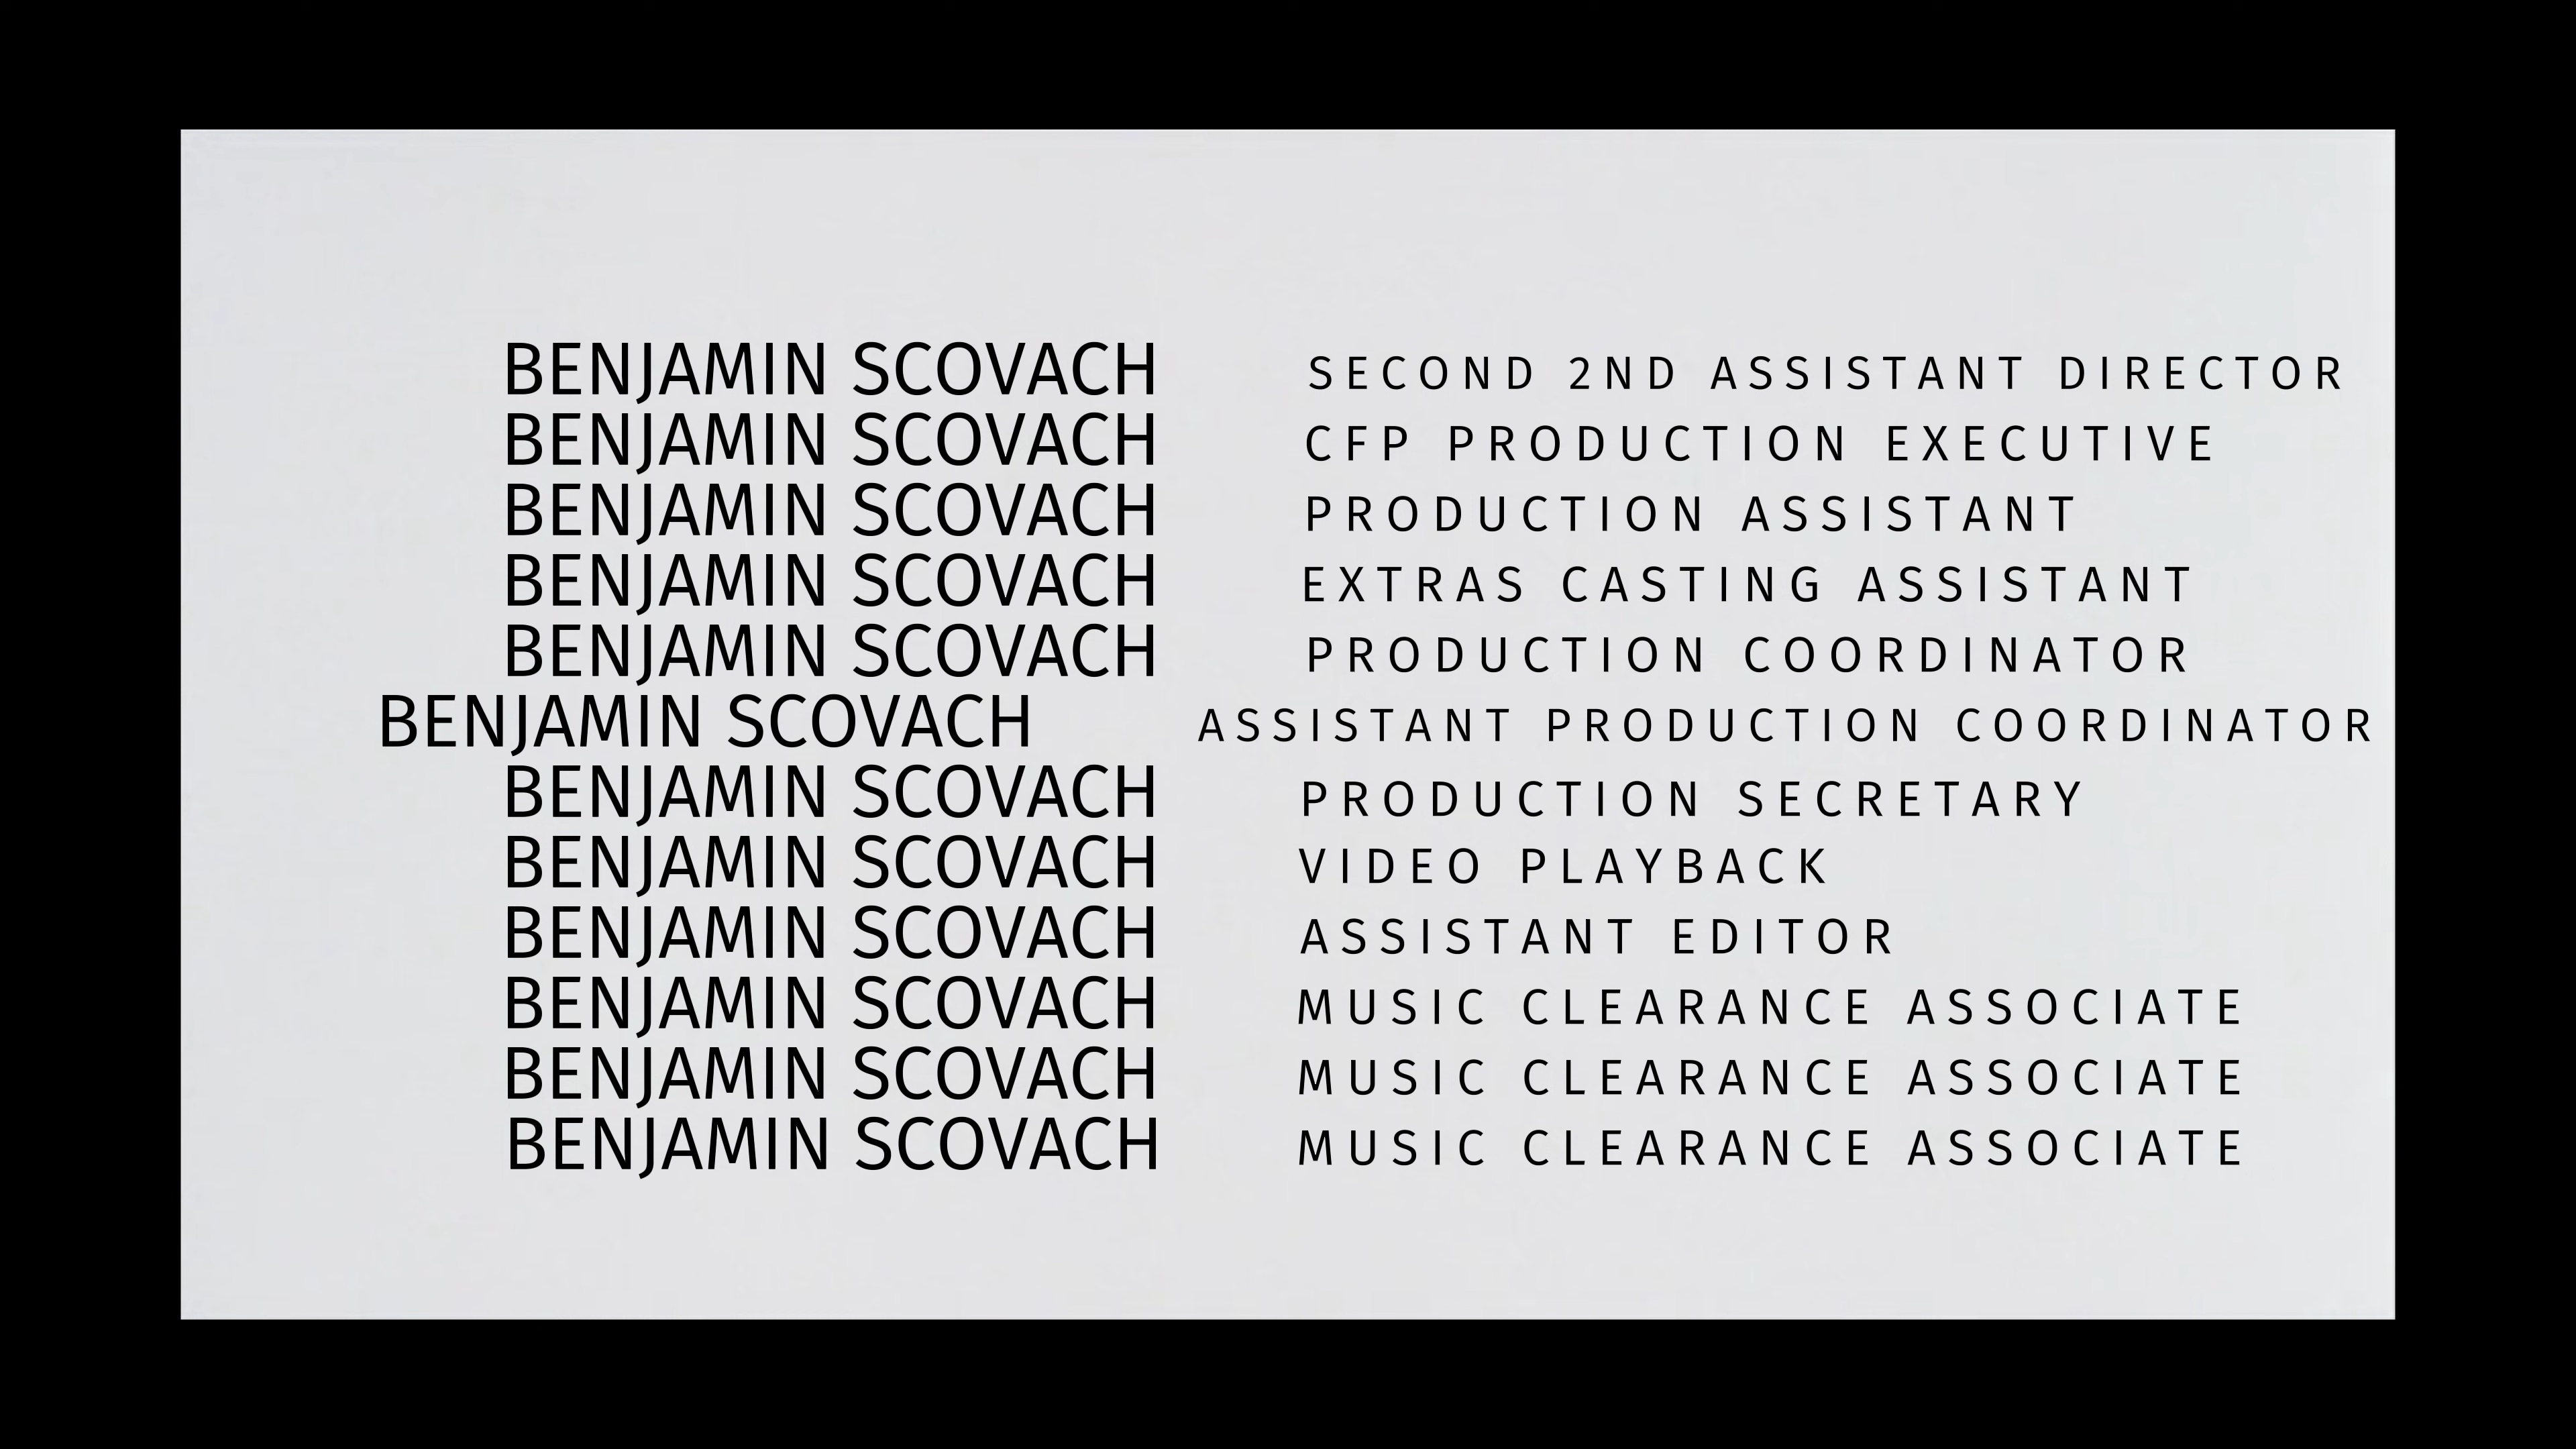 BENJAMIN SCOVACH SECOND 2ND ASSISTANT DIRECTOR
BENJAMIN SCOVACH CFP PRODUCTION EXECUTIVE
BENJAMIN SCOVACH PRODUCTION ASSISTANT
BENJAMIN SCOVACH EXTRAS CASTING ASSISTANT
BENJAMIN SCOVACH PRODUCTION COORDINATOR
BENJAMIN SCOVACH ASSISTANT PRODUCTION COORDINATOR
BENJAMIN SCOVACH PRODUCTION SECRETARY
BENJAMIN SCOVACH VIDEO PLAYBACK
BENJAMIN SCOVACH ASSISTANT EDITOR
BENJAMIN SCOVACH MUSIC CLEARANCE ASSOCIATE
BENJAMIN SCOVACH MUSIC CLEARANCE ASSOCIATE
BENJAMIN SCOVACH MUSIC CLEARANCE ASSOCIATE